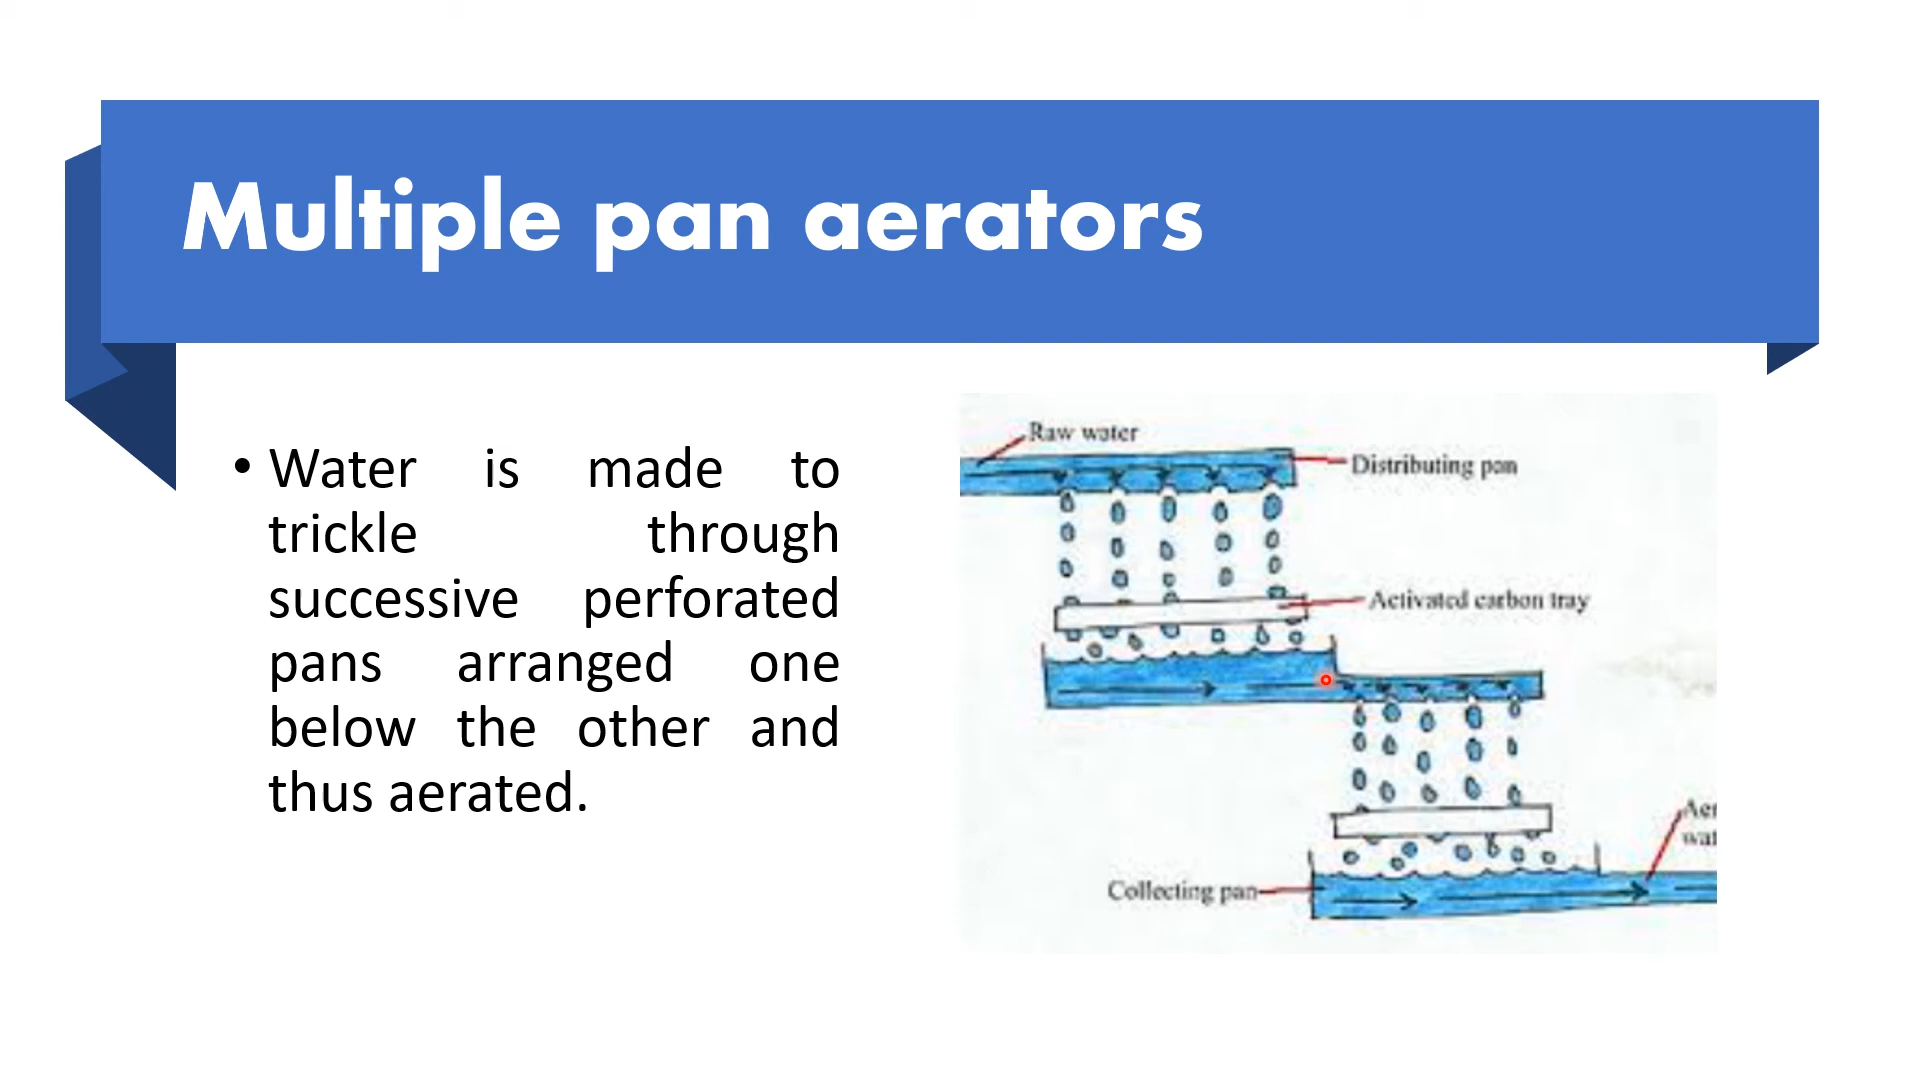 Multiple pan aerators
• Water is made to
trickle through
successive perforated
pans arranged one
below the other and
thus aerated.
Raw water
Distributing pan
Activated carbon tray
Collecting pan